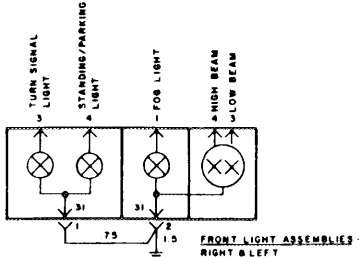 TURN SIGNAL
LIGHT
STANDING/PARKING
LIGHT
FOG LIGHT
HIGH BEAM
LOW BEAM
3
4
1
4
3
31
31
1
2
75
1.5
FRONT LIGHT ASSEMBLIES -
RIGHT & LEFT